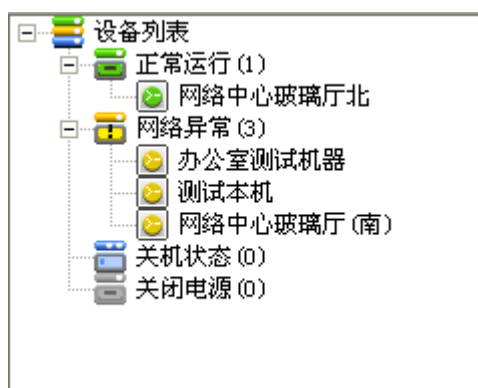 设备列表
正常运行(1)
网络中心玻璃厅北
网络异常(3)
办公室测试机器
测试本机
网络中心玻璃厅(南)
关机状态(0)
关闭电源(0)